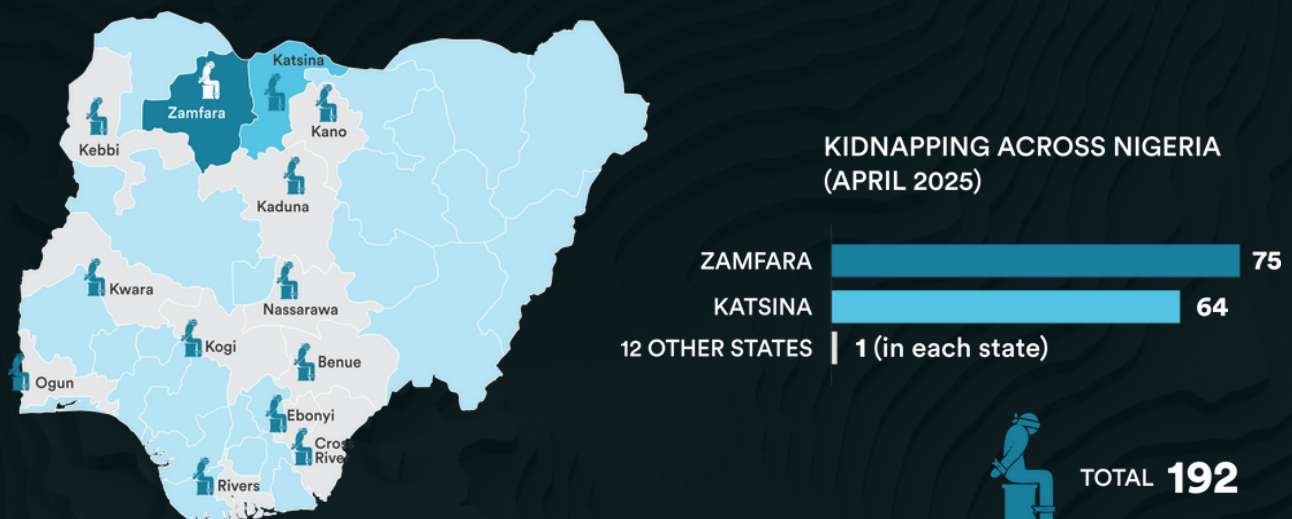 Katsina
Zamfara
Kano
Kebbi
Kaduna
Kwara
Nassarawa
Kogi
Benue
Ogun
Ebonyi
Cross
River
Rivers
KIDNAPPING ACROSS NIGERIA
(APRIL 2025)
ZAMFARA 75
KATSINA 64
12 OTHER STATES 1 (in each state)
TOTAL 192